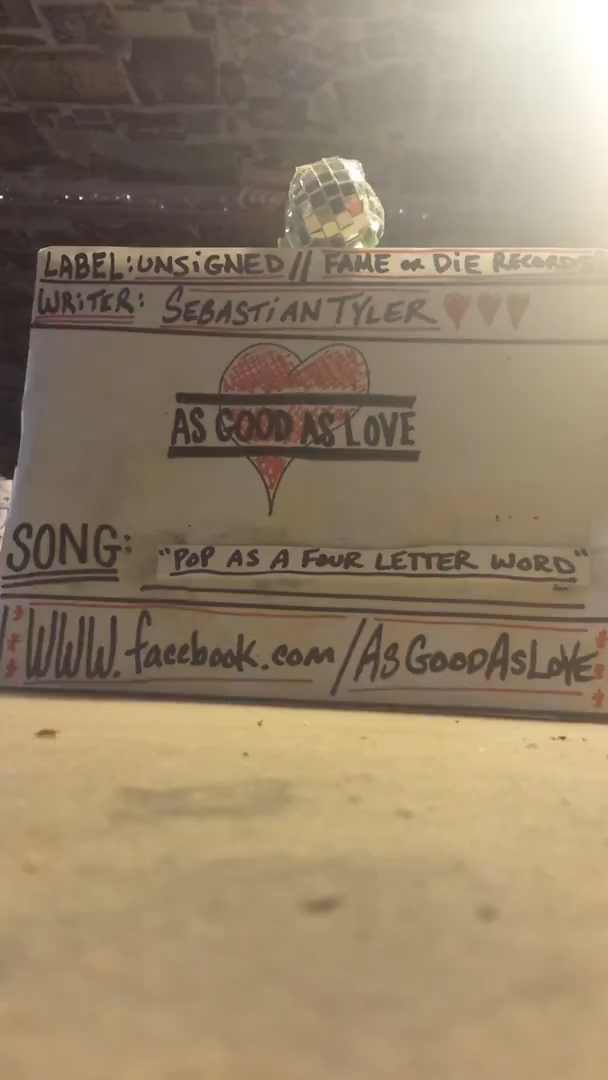 LABEL: UNSiGNED // FAME or DiE RECORDS
WRiTER: SEBASTiAN TYLER
AS GOOD AS LOVE
SONG: "POP AS A FOUR LETTER WORD"
WWW.facebook.com/AsGoodAsLoVE